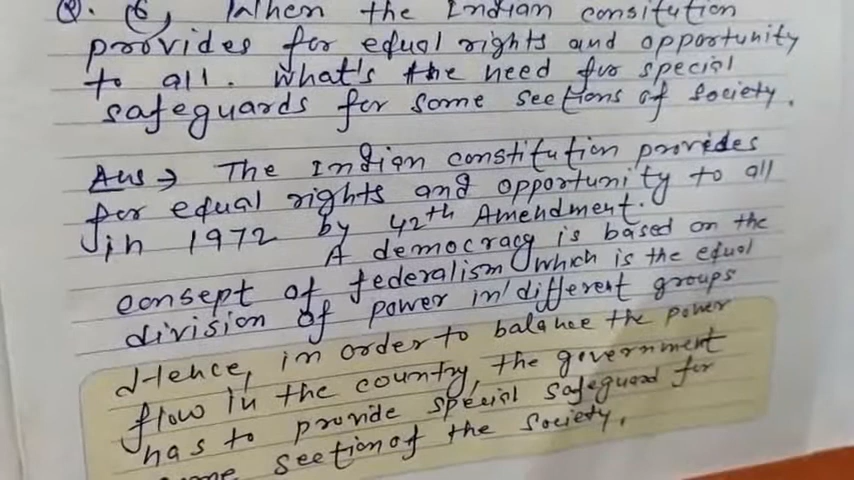 Q. 6, When the Indian consitution
provides for equal rights and opportunity
to all. What's the need for special
safeguards for some sections of society.
Ans → The Indian constitution provides
for equal rights and opportunity to all
in 1972 by 42th Amendment.
A democracy is based on the
consept of federalism which is the equal
division of power in different groups
Hence, in order to balance the power
flow in the country, the government
has to provide special safeguard for
some section of the society.